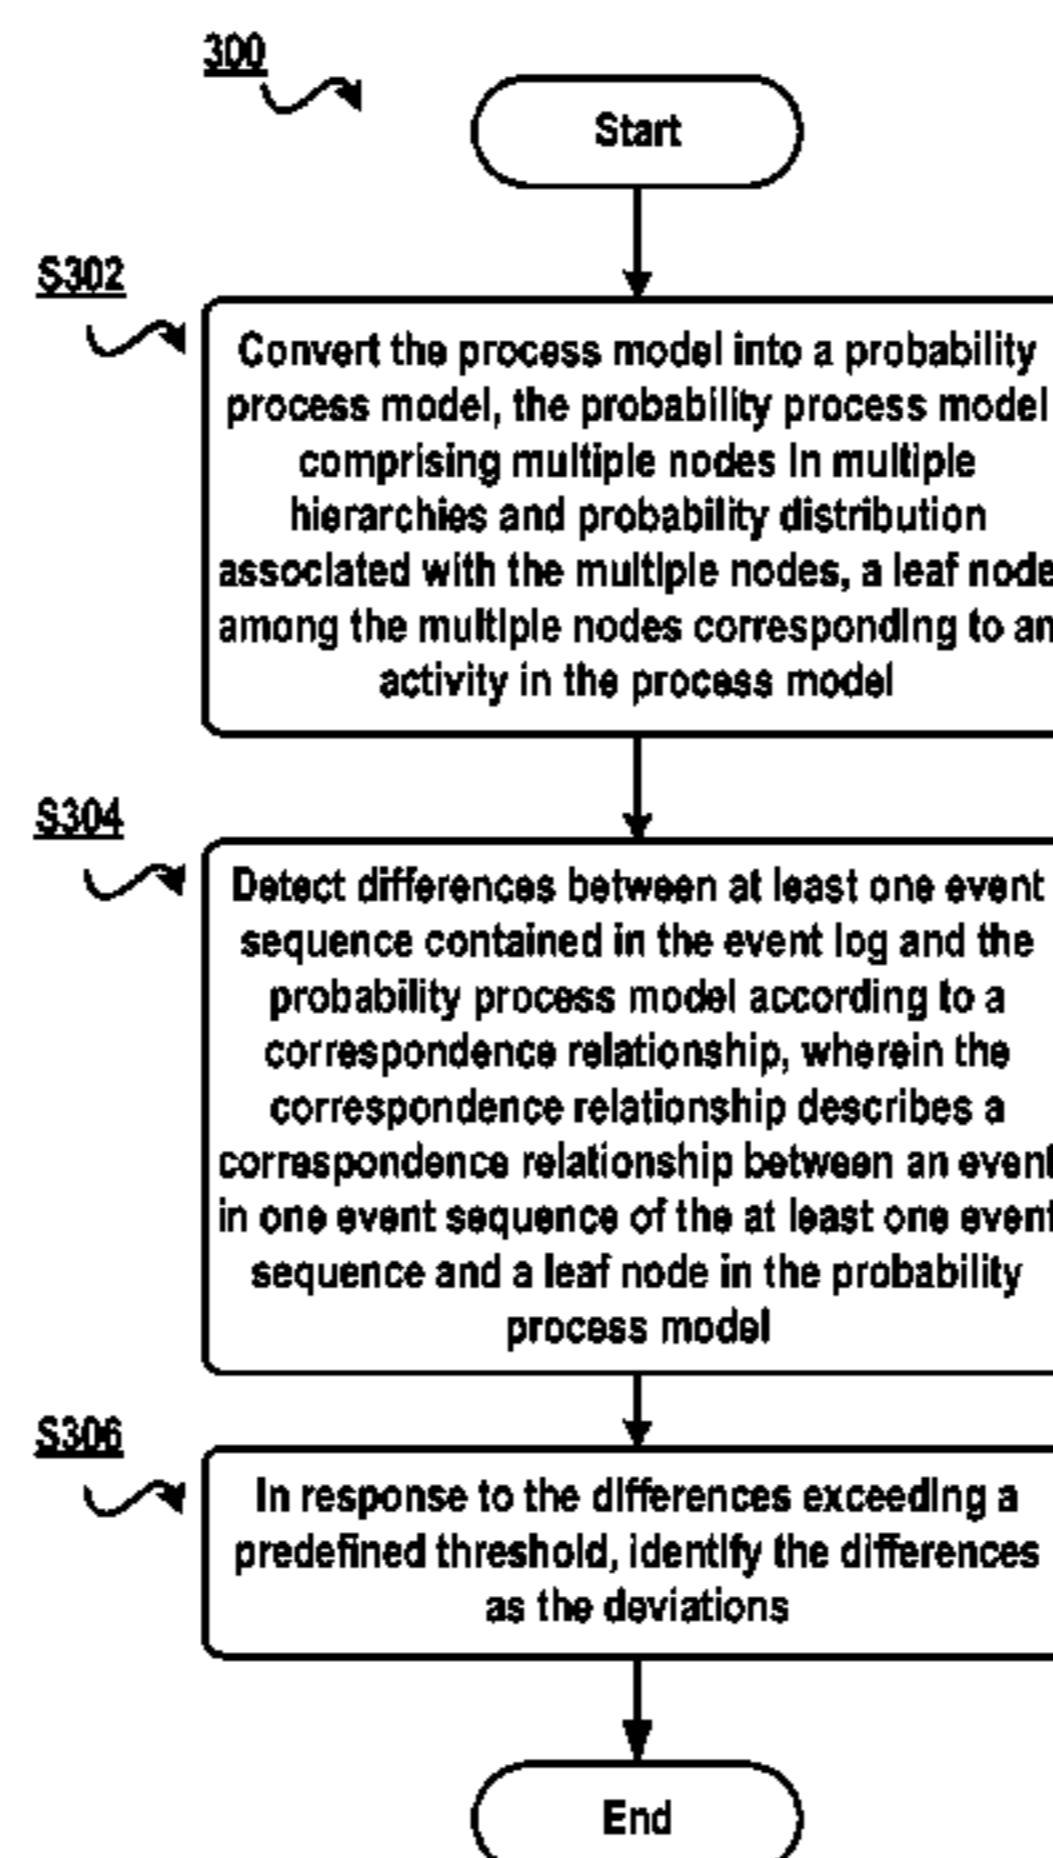 300
Start
S302
Convert the process model into a probability
process model, the probability process model
comprising multiple nodes in multiple
hierarchies and probability distribution
associated with the multiple nodes, a leaf node
among the multiple nodes corresponding to an
activity in the process model
S304
Detect differences between at least one event
sequence contained in the event log and the
probability process model according to a
correspondence relationship, wherein the
correspondence relationship describes a
correspondence relationship between an event
in one event sequence of the at least one event
sequence and a leaf node in the probability
process model
S306
In response to the differences exceeding a
predefined threshold, identify the differences
as the deviations
End